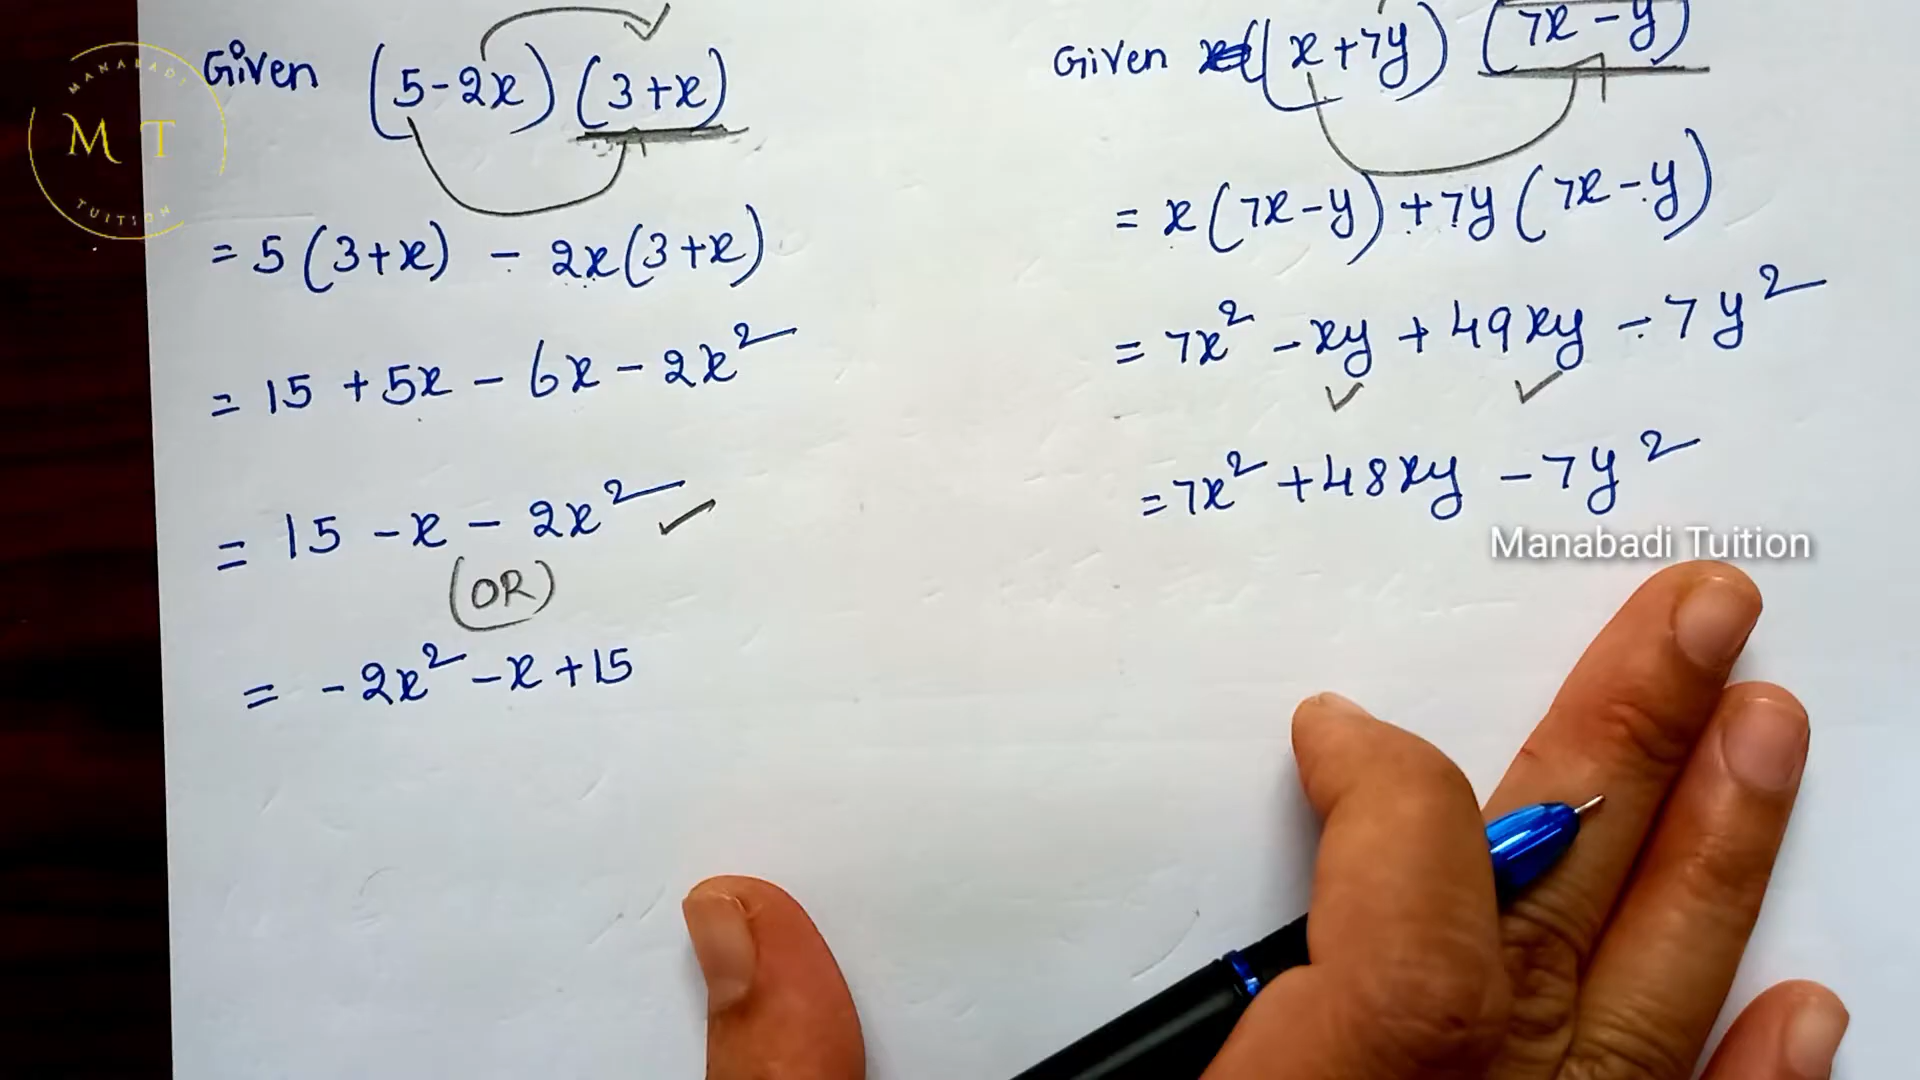 MANABADI
M T
TUITION
Given (5-2x) (3+x)
= 5(3+x) - 2x(3+x)
= 15 +5x - 6x - 2x²
= 15 -x - 2x²
(OR)
= -2x² -x +15
Given (x+7y) (7x-y)
= x(7x-y) +7y (7x-y)
= 7x² -xy +49xy -7y²
= 7x² +48xy -7y²
Manabadi Tuition